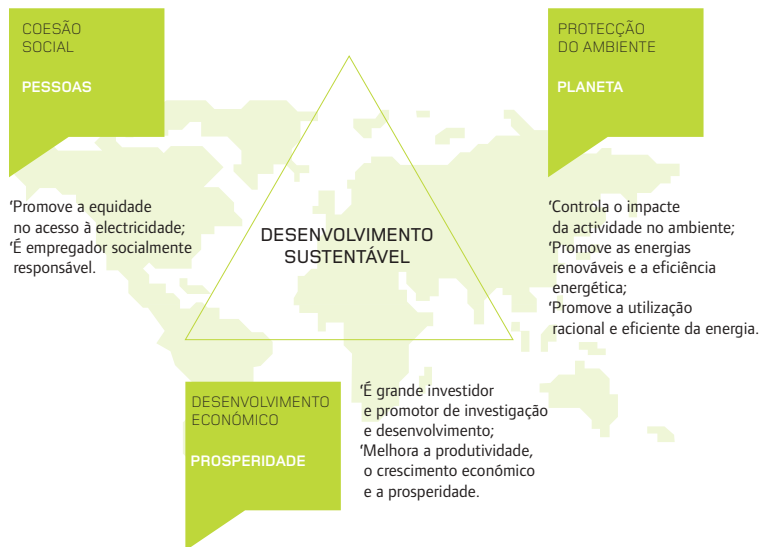 COESÃO
SOCIAL
PESSOAS
'Promove a equidade
no acesso à electricidade;
'É empregador socialmente
responsável.
PROTECÇÃO
DO AMBIENTE
PLANETA
'Controla o impacte
da actividade no ambiente;
'Promove as energias
renováveis e a eficiência
energética;
'Promove a utilização
racional e eficiente da energia.
DESENVOLVIMENTO
SUSTENTÁVEL
DESENVOLVIMENTO
ECONÓMICO
PROSPERIDADE
'É grande investidor
e promotor de investigação
e desenvolvimento;
'Melhora a produtividade,
o crescimento económico
e a prosperidade.